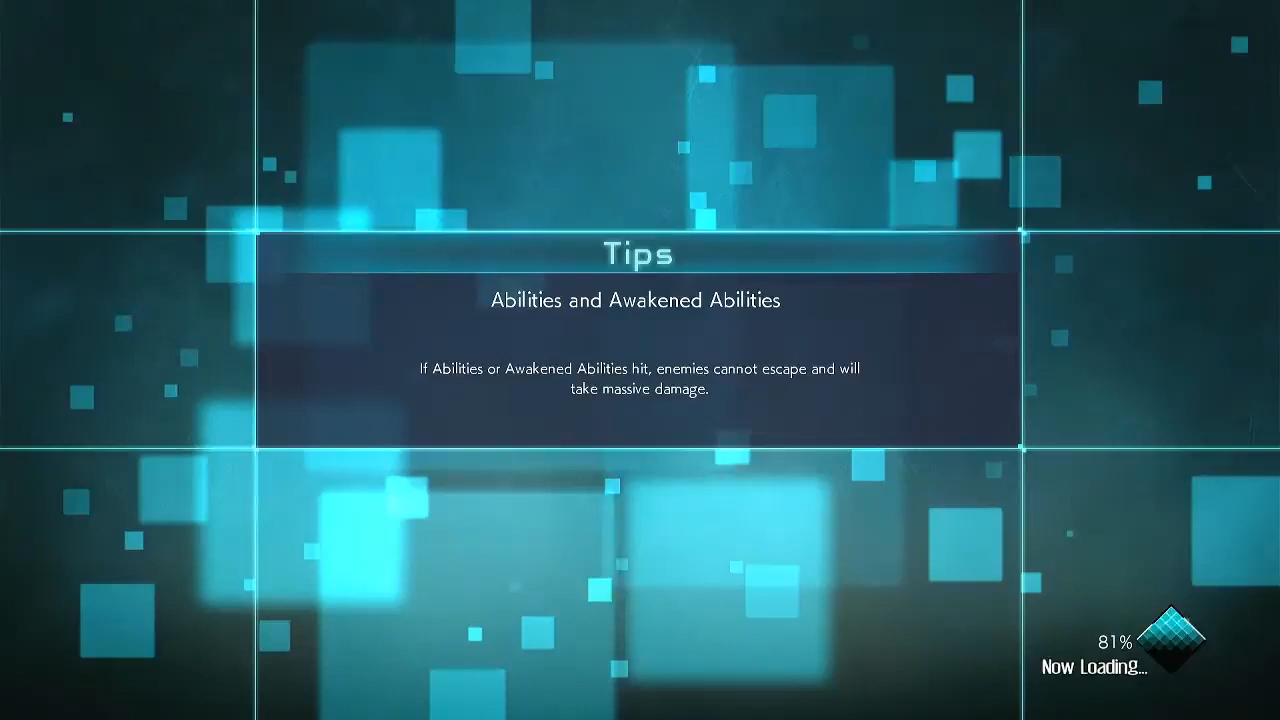 Tips
Abilities and Awakened Abilities
If Abilities or Awakened Abilities hit, enemies cannot escape and will
take massive damage.
81%
Now Loading...